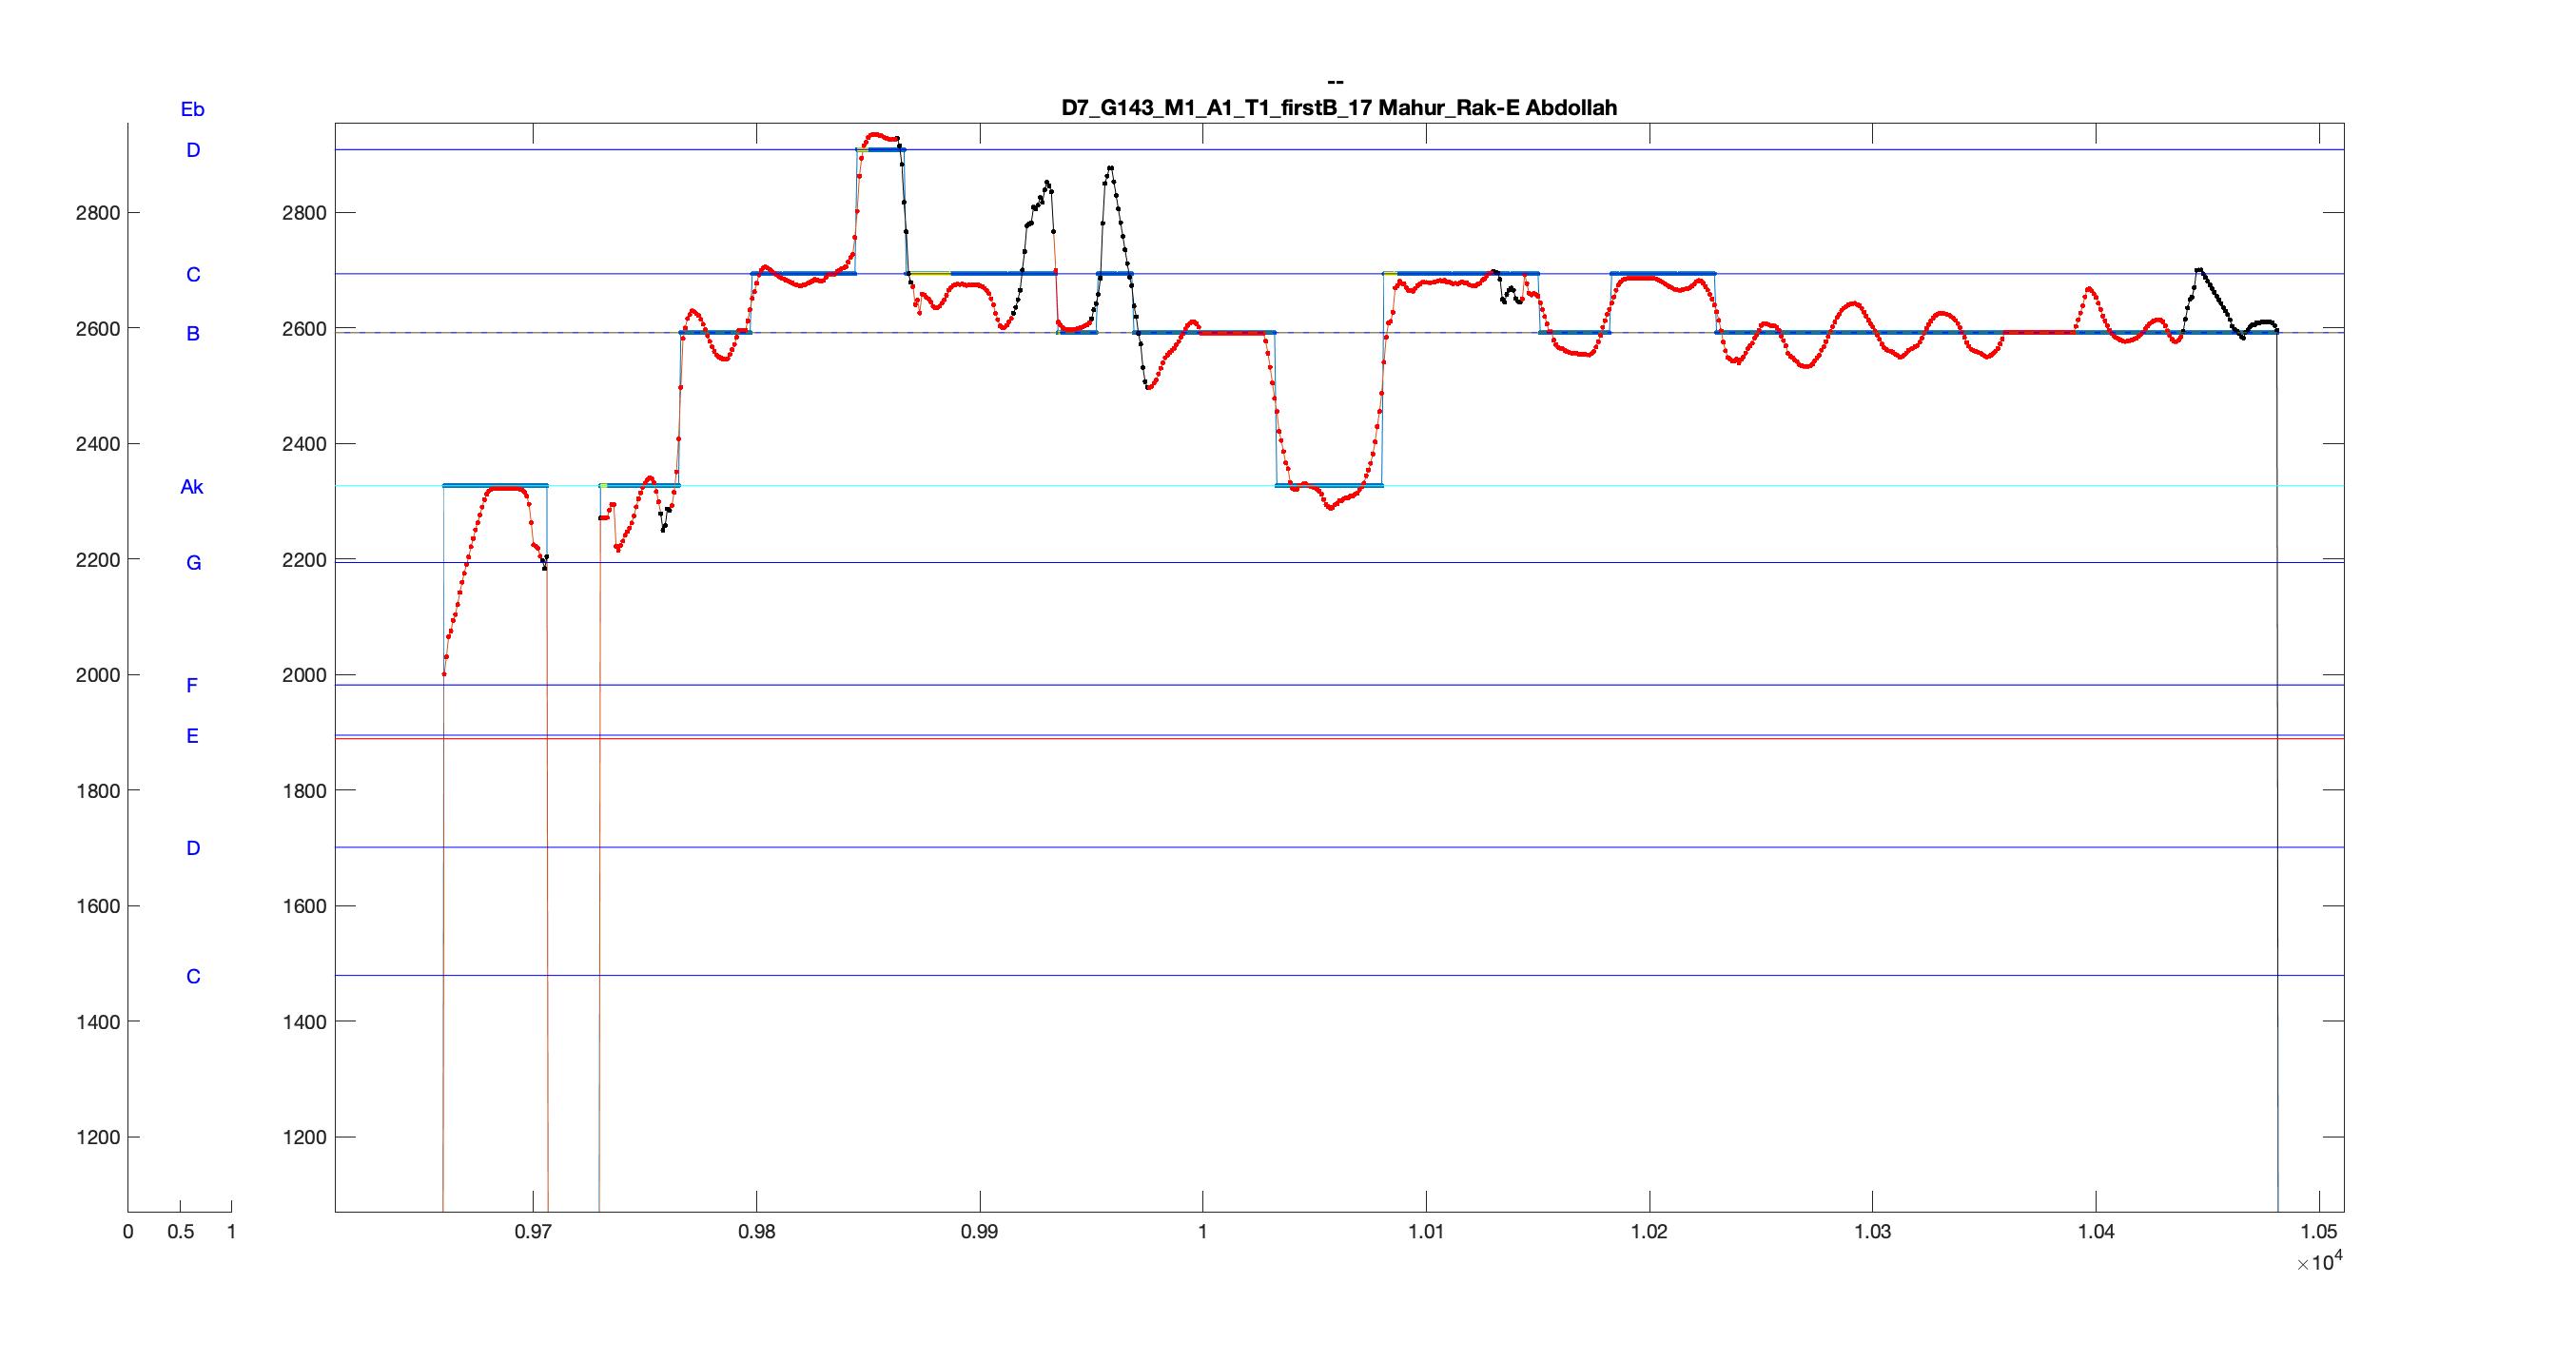 --
D7_G143_M1_A1_T1_firstB_17 Mahur_Rak-E Abdollah
Eb
D
2800 2800
C
2600 B 2600
2400 2400
Ak
2200 G 2200
2000 2000
F
E
1800 1800
D
1600 1600
C
1400 1400
1200 1200
0 0.5 1 0.97 0.98 0.99 1 1.01 1.02 1.03 1.04 1.05
×10^4